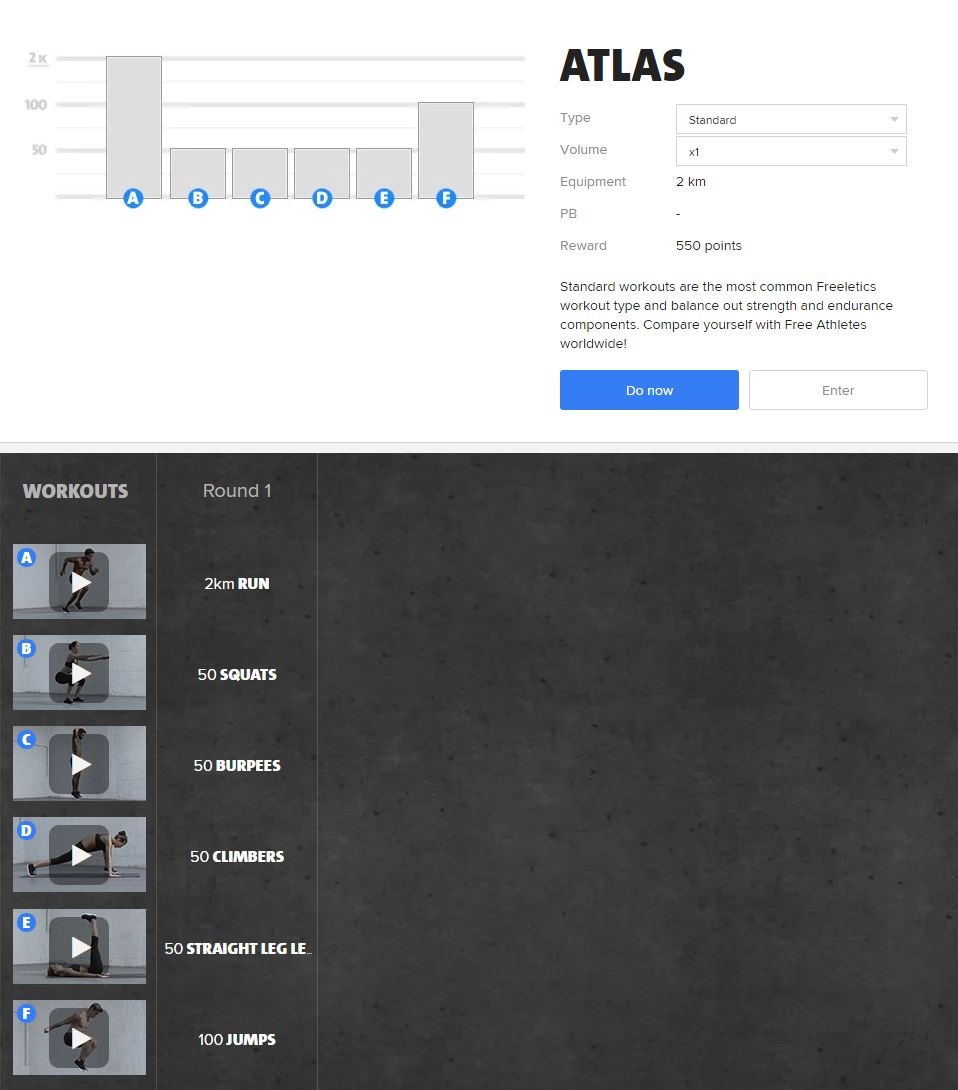 2K
100
50
A B C D E F
ATLAS
Type Standard
Volume x1
Equipment 2 km
PB -
Reward 550 points
Standard workouts are the most common Freeletics
workout type and balance out strength and endurance
components. Compare yourself with Free Athletes
worldwide!
Do now Enter
WORKOUTS Round 1
A 2km RUN
B 50 SQUATS
C 50 BURPEES
D 50 CLIMBERS
E 50 STRAIGHT LEG LE...
F 100 JUMPS